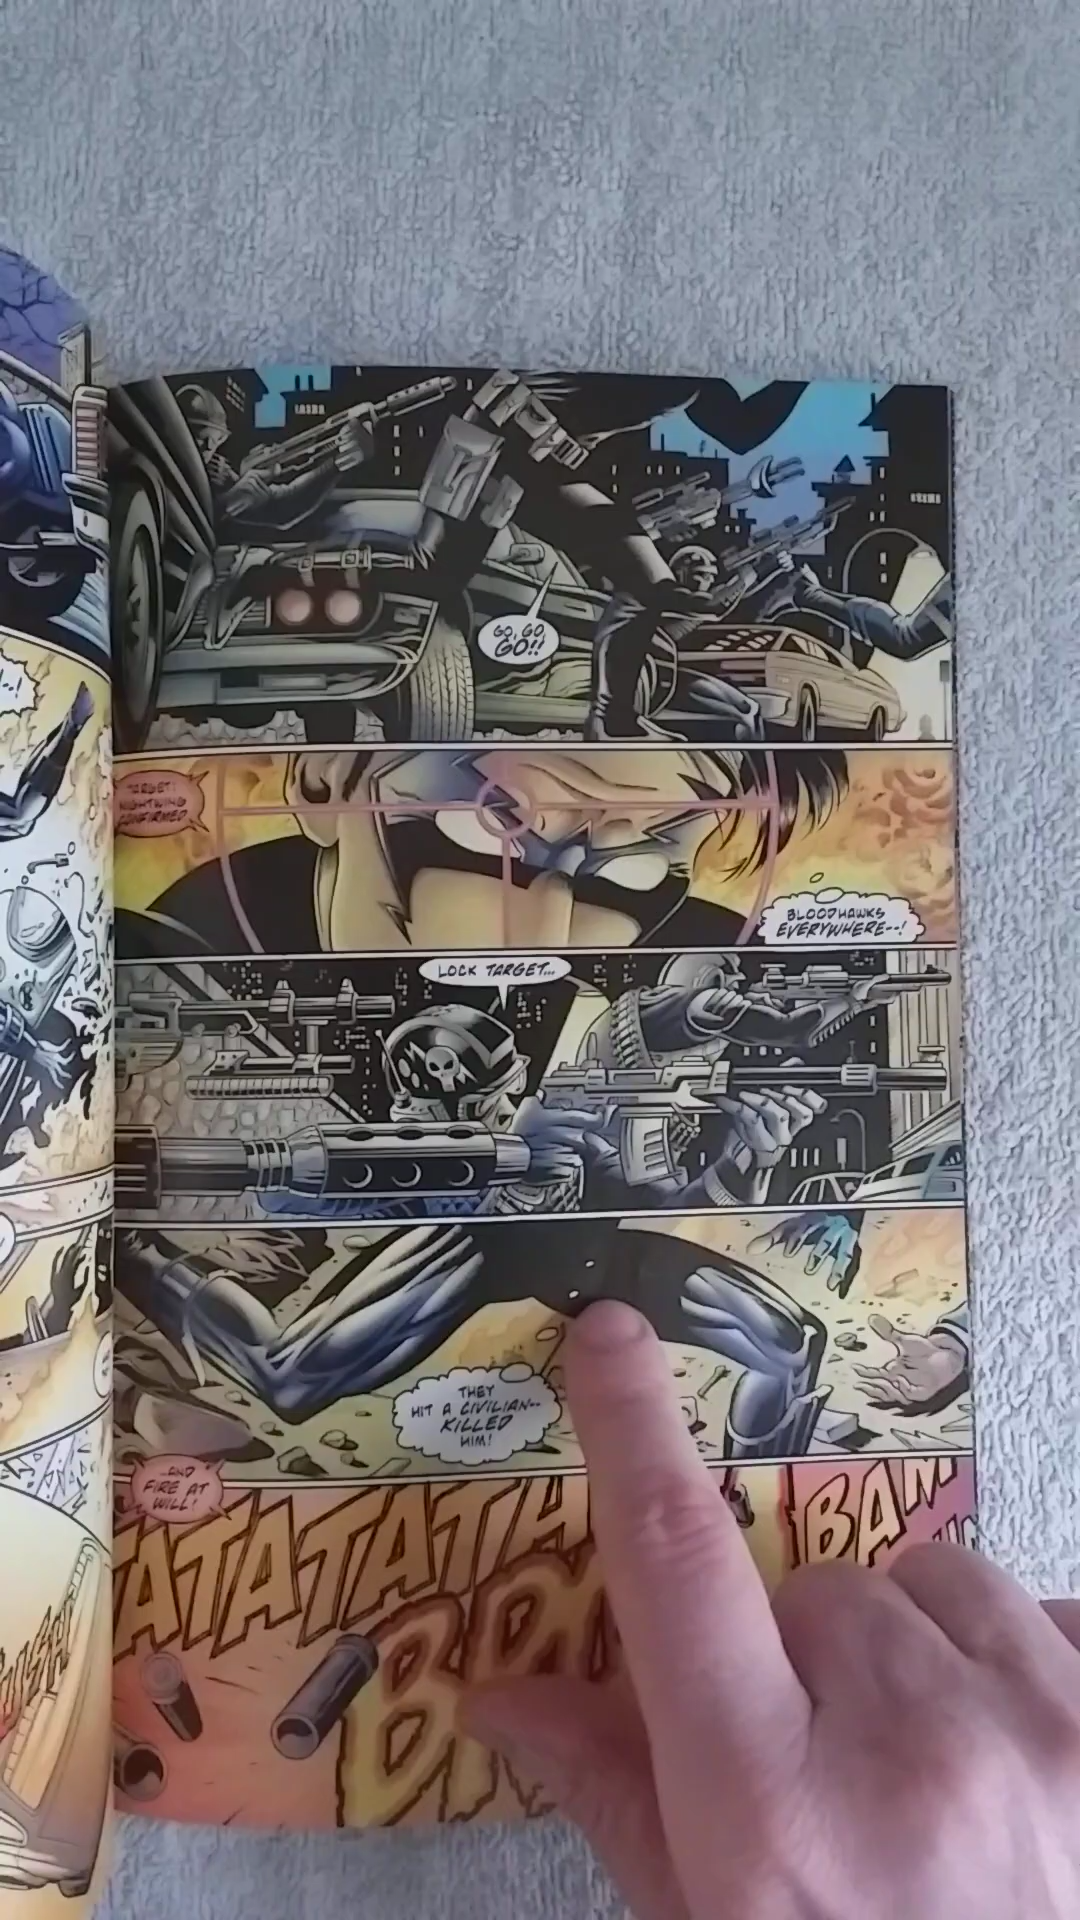 GO, GO,
GO!!
TARGET:
NIGHTWING
CONFIRMED.
BLOODHAWKS
EVERYWHERE--!
LOCK TARGET...
THEY
HIT A CIVILIAN--
KILLED
HIM!
...AND
FIRE AT
WILL!
ATATATATA
BAM